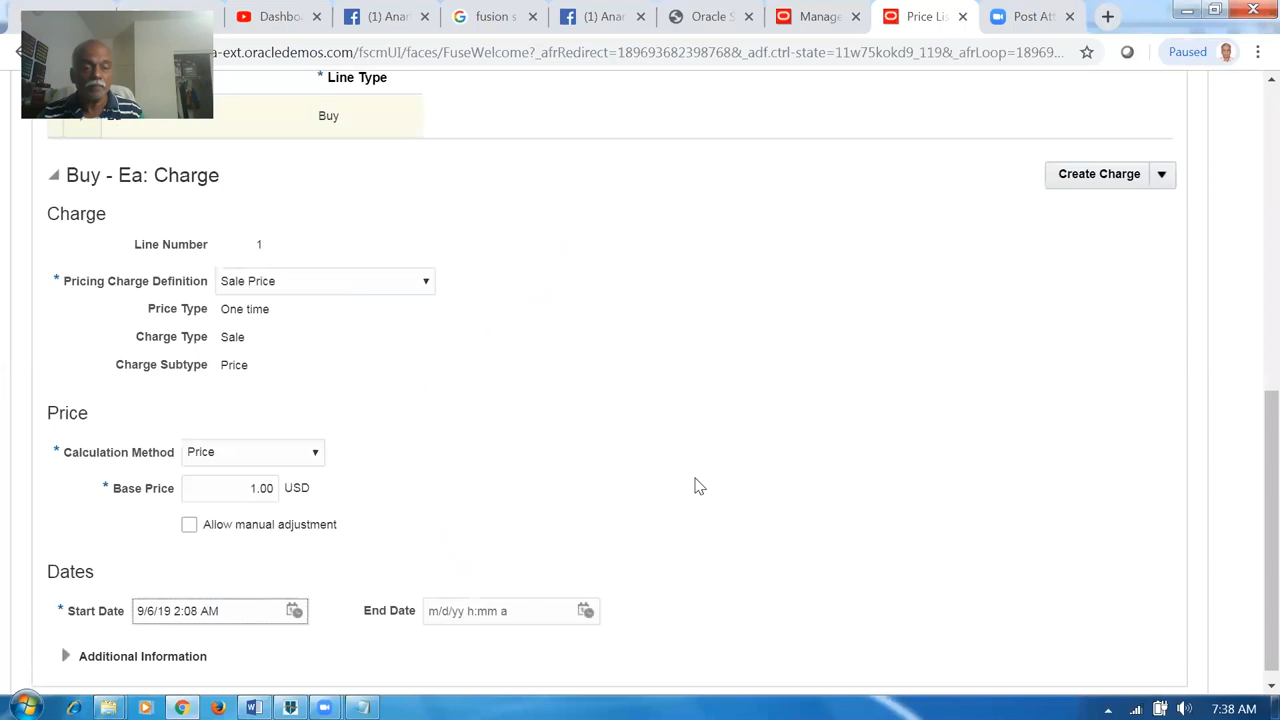 Dashbo
(1) Anan
fusion
(1) Anan
Oracle S
Manage
Price Lis
Post Att
a-ext.oracledemos.com/fscmUI/faces/FuseWelcome?_afrRedirect=18969368239870&_adf.ctrl-state=11w75kokd9_119&_afrLoop=18969...
Paused
* Line Type
Buy
Buy - Ea: Charge
Create Charge
Charge
Line Number 1
* Pricing Charge Definition Sale Price
Price Type One time
Charge Type Sale
Charge Subtype Price
Price
* Calculation Method Price
* Base Price 1.00 USD
Allow manual adjustment
Dates
* Start Date 9/6/19 2:08 AM End Date m/d/yy h:mm a
Additional Information
7:38 AM